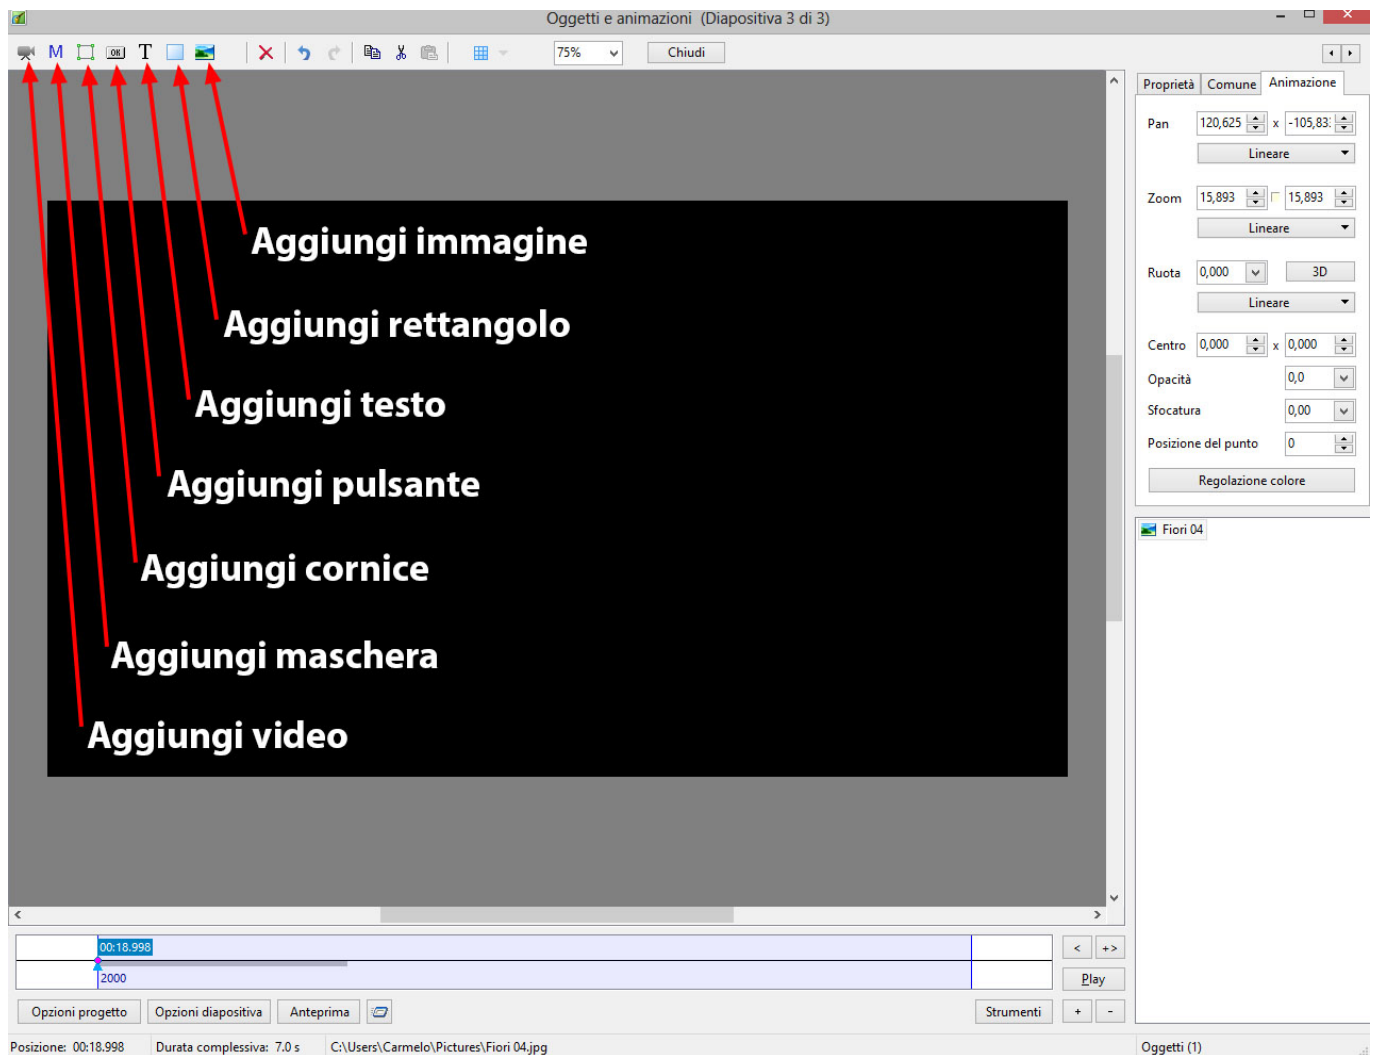 Oggetti e animazioni (Diapositiva 3 di 3)
M OK T 75% Chiudi
Proprietà Comune Animazione
Pan 120,625 x -105,83
Lineare
Zoom 15,893 15,893
Lineare
Ruota 0,000 3D
Lineare
Centro 0,000 x 0,000
Opacità 0,0
Sfocatura 0,00
Posizione del punto 0
Regolazione colore
Fiori 04
Aggiungi immagine
Aggiungi rettangolo
Aggiungi testo
Aggiungi pulsante
Aggiungi cornice
Aggiungi maschera
Aggiungi video
00:18.998
2000
< +>
Play
Opzioni progetto Opzioni diapositiva Anteprima Strumenti + -
Posizione: 00:18.998 Durata complessiva: 7.0 s C:\Users\Carmelo\Pictures\Fiori 04.jpg Oggetti (1)